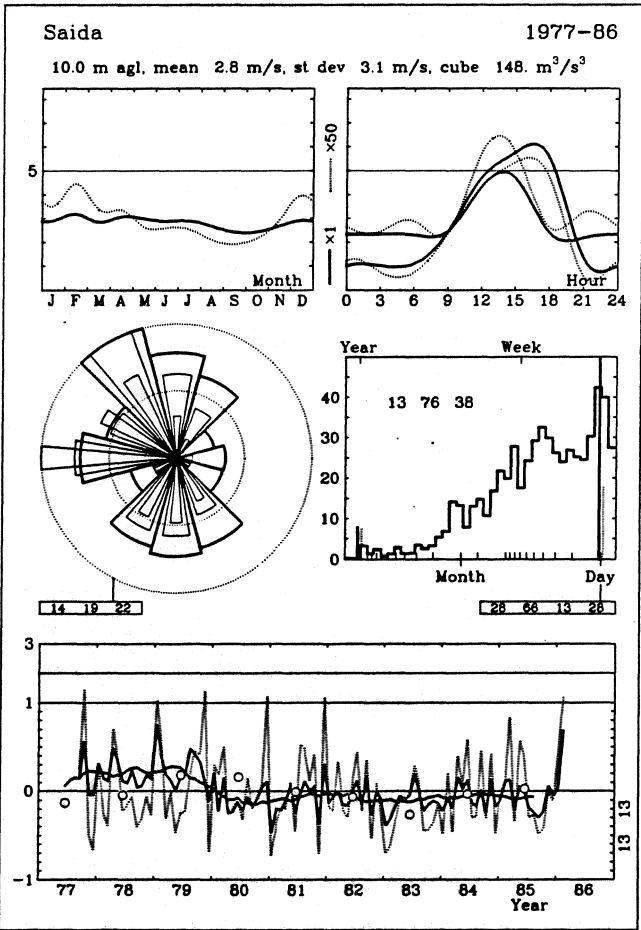 Saida 1977-86
10.0 m agl, mean 2.8 m/s, st dev 3.1 m/s, cube 148. m³/s³
5
×50
×1
Month
Hour
J F M A M J J A S O N D
0 3 6 9 12 15 18 21 24
Year Week
13 76 38
40
30
20
10
0
Month Day
14 19 22
28 66 13 28
3
1
0
-1
13
13
77 78 79 80 81 82 83 84 85 86
Year